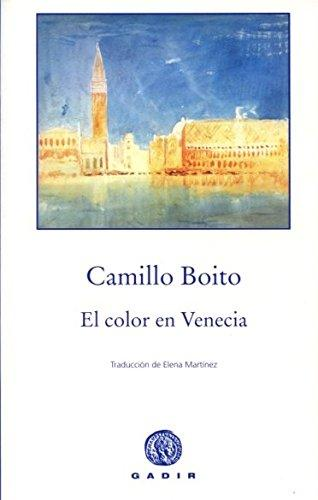 Camillo Boito
El color en Venecia
Traducción de Elena Martínez
GADIR